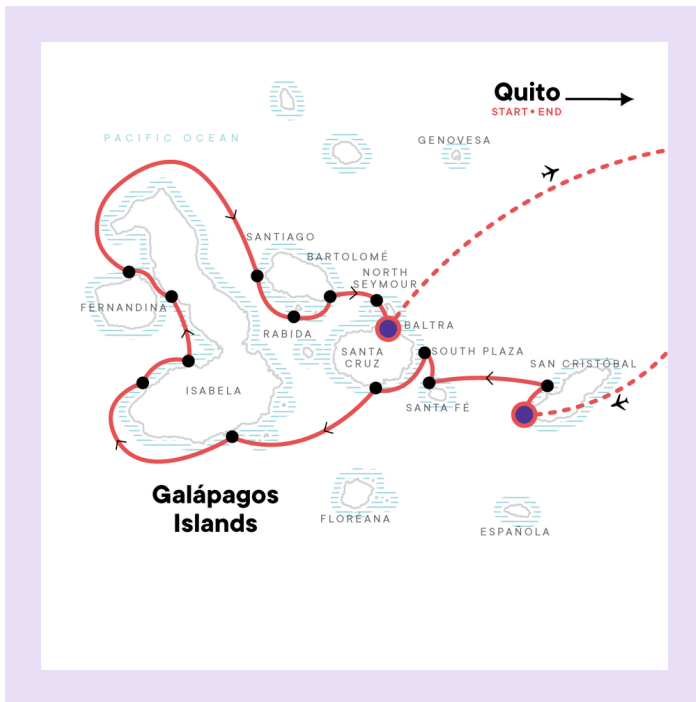 Quito
START • END
PACIFIC OCEAN
GENOVESA
SANTIAGO
BARTOLOMÉ
NORTH
SEYMOUR
FERNANDINA
RABIDA
BALTRA
SANTA
CRUZ
SOUTH PLAZA
SAN CRISTÓBAL
ISABELA
SANTA FÉ
Galápagos
Islands
FLOREANA
ESPAÑOLA